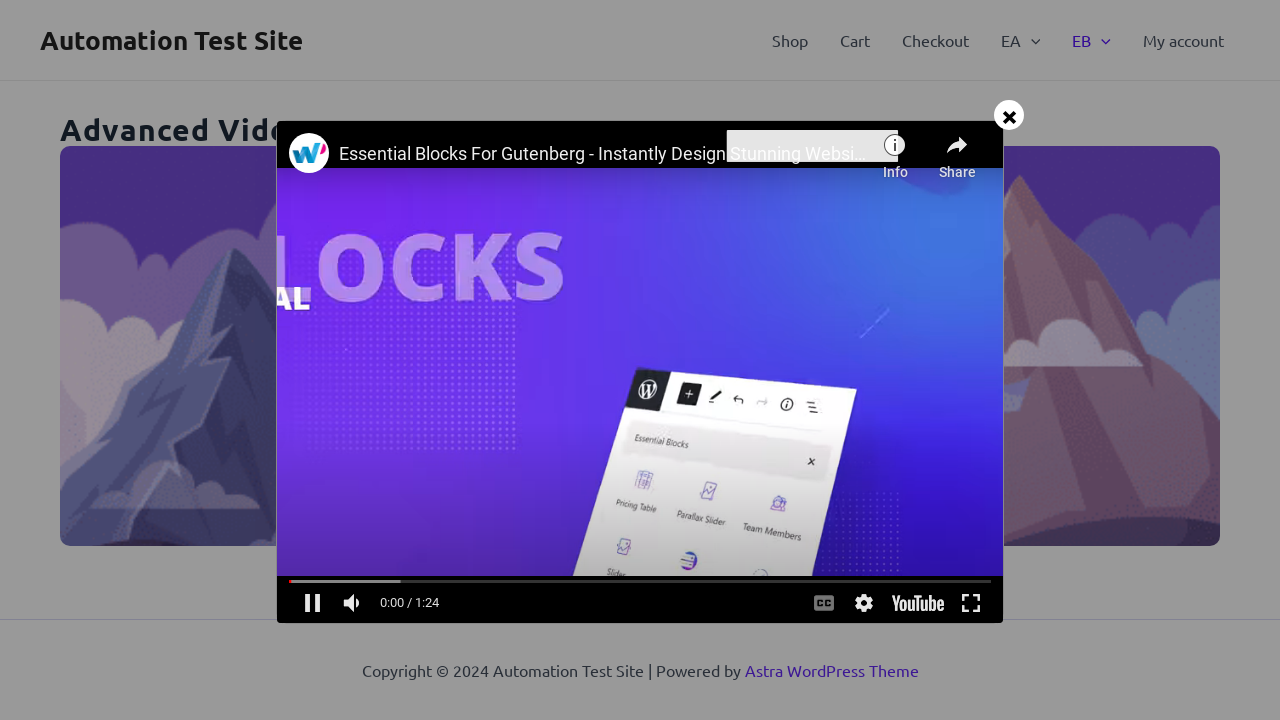 Automation Test Site
Shop
Cart
Checkout
EA
EB
My account
Advanced Vide
Essential Blocks For Gutenberg - Instantly Design Stunning Websi...
Info
Share
LOCKS
AL
Essential Blocks
Pricing Table
Parallax Slider
Team Members
Slider
0:00 / 1:24
CC
YouTube
Copyright © 2024 Automation Test Site | Powered by Astra WordPress Theme